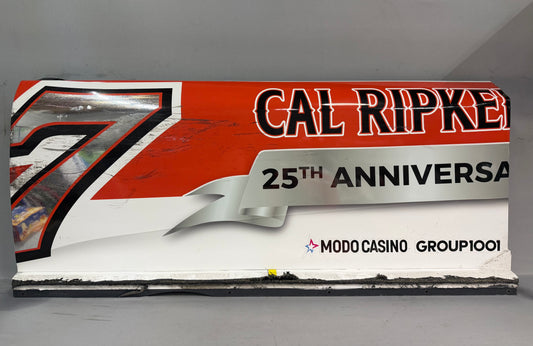 7
CAL RIPKE
25TH ANNIVERSA
MODO CASINO GROUP1001